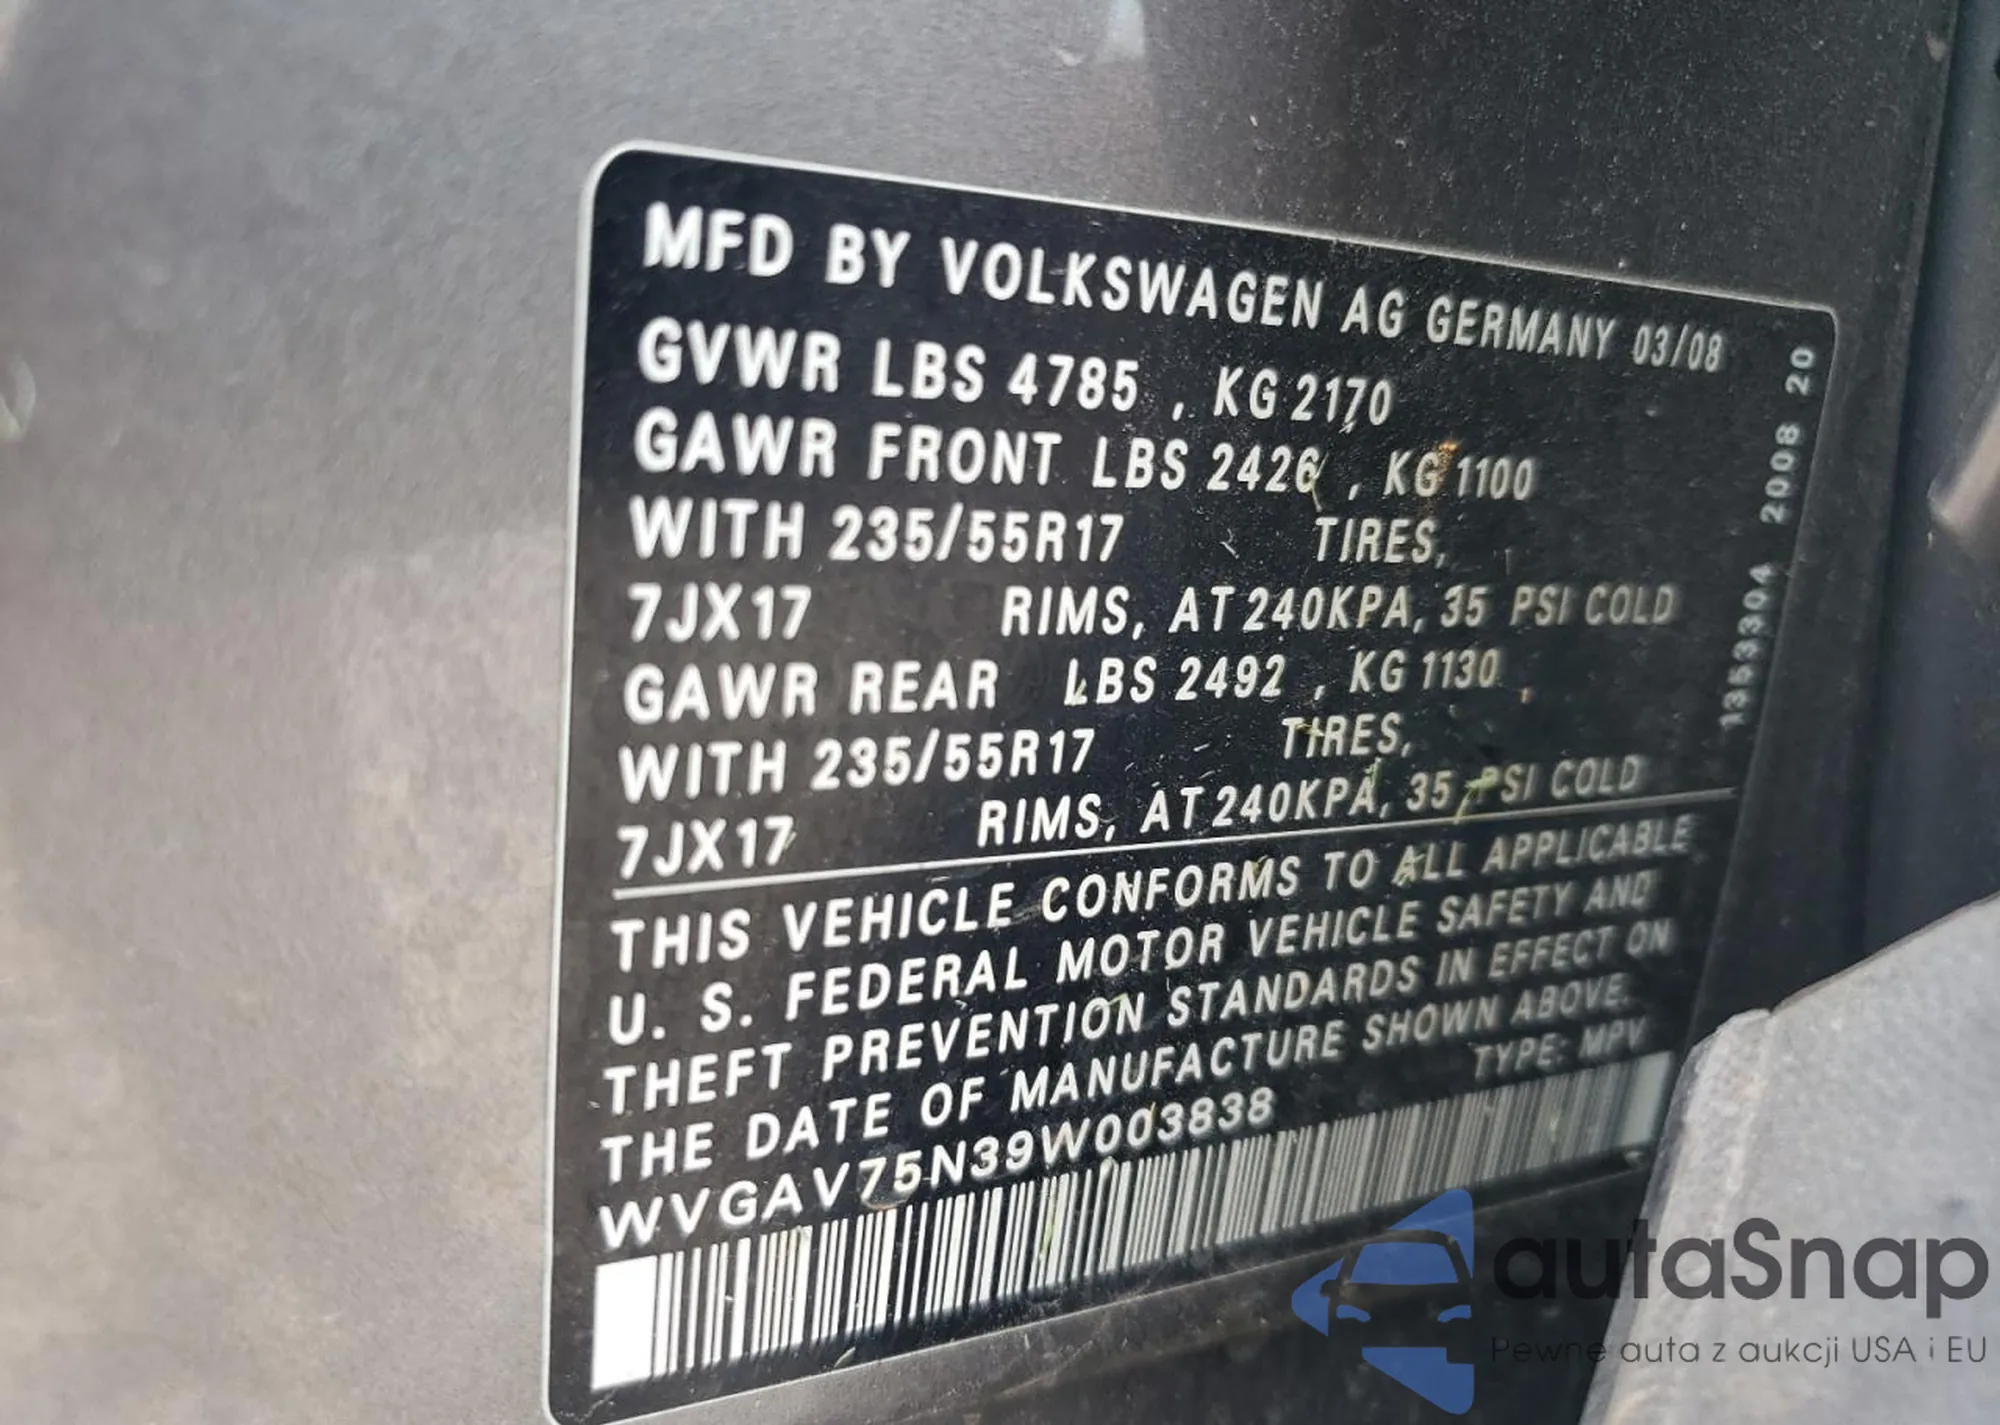 MFD BY VOLKSWAGEN AG GERMANY 03/08
GVWR LBS 4785 , KG 2170
GAWR FRONT LBS 2426 , KG 1100
WITH 235/55R17 TIRES,
7JX17 RIMS, AT 240KPA, 35 PSI COLD
GAWR REAR LBS 2492 , KG 1130 ,
WITH 235/55R17 TIRES,
7JX17 RIMS, AT 240KPA, 35 PSI COLD
THIS VEHICLE CONFORMS TO ALL APPLICABLE
U. S. FEDERAL MOTOR VEHICLE SAFETY AND
THEFT PREVENTION STANDARDS IN EFFECT ON
THE DATE OF MANUFACTURE SHOWN ABOVE.
TYPE: MPV
WVGAV75N39W003838
1353304 2008 20
autaSnap
Pewne auta z aukcji USA i EU